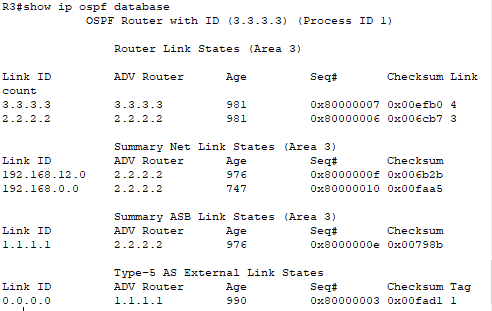 R3#show ip ospf database
OSPF Router with ID (3.3.3.3) (Process ID 1)
Router Link States (Area 3)
Link ID ADV Router Age Seq# Checksum Link
count
3.3.3.3 3.3.3.3 981 0x80000007 0x00efb0 4
2.2.2.2 2.2.2.2 981 0x80000006 0x006cb7 3
Summary Net Link States (Area 3)
Link ID ADV Router Age Seq# Checksum
192.168.12.0 2.2.2.2 976 0x8000000f 0x006b2b
192.168.0.0 2.2.2.2 747 0x80000010 0x00faa5
Summary ASB Link States (Area 3)
Link ID ADV Router Age Seq# Checksum
1.1.1.1 2.2.2.2 976 0x8000000e 0x00798b
Type-5 AS External Link States
Link ID ADV Router Age Seq# Checksum Tag
0.0.0.0 1.1.1.1 990 0x80000003 0x00fad1 1